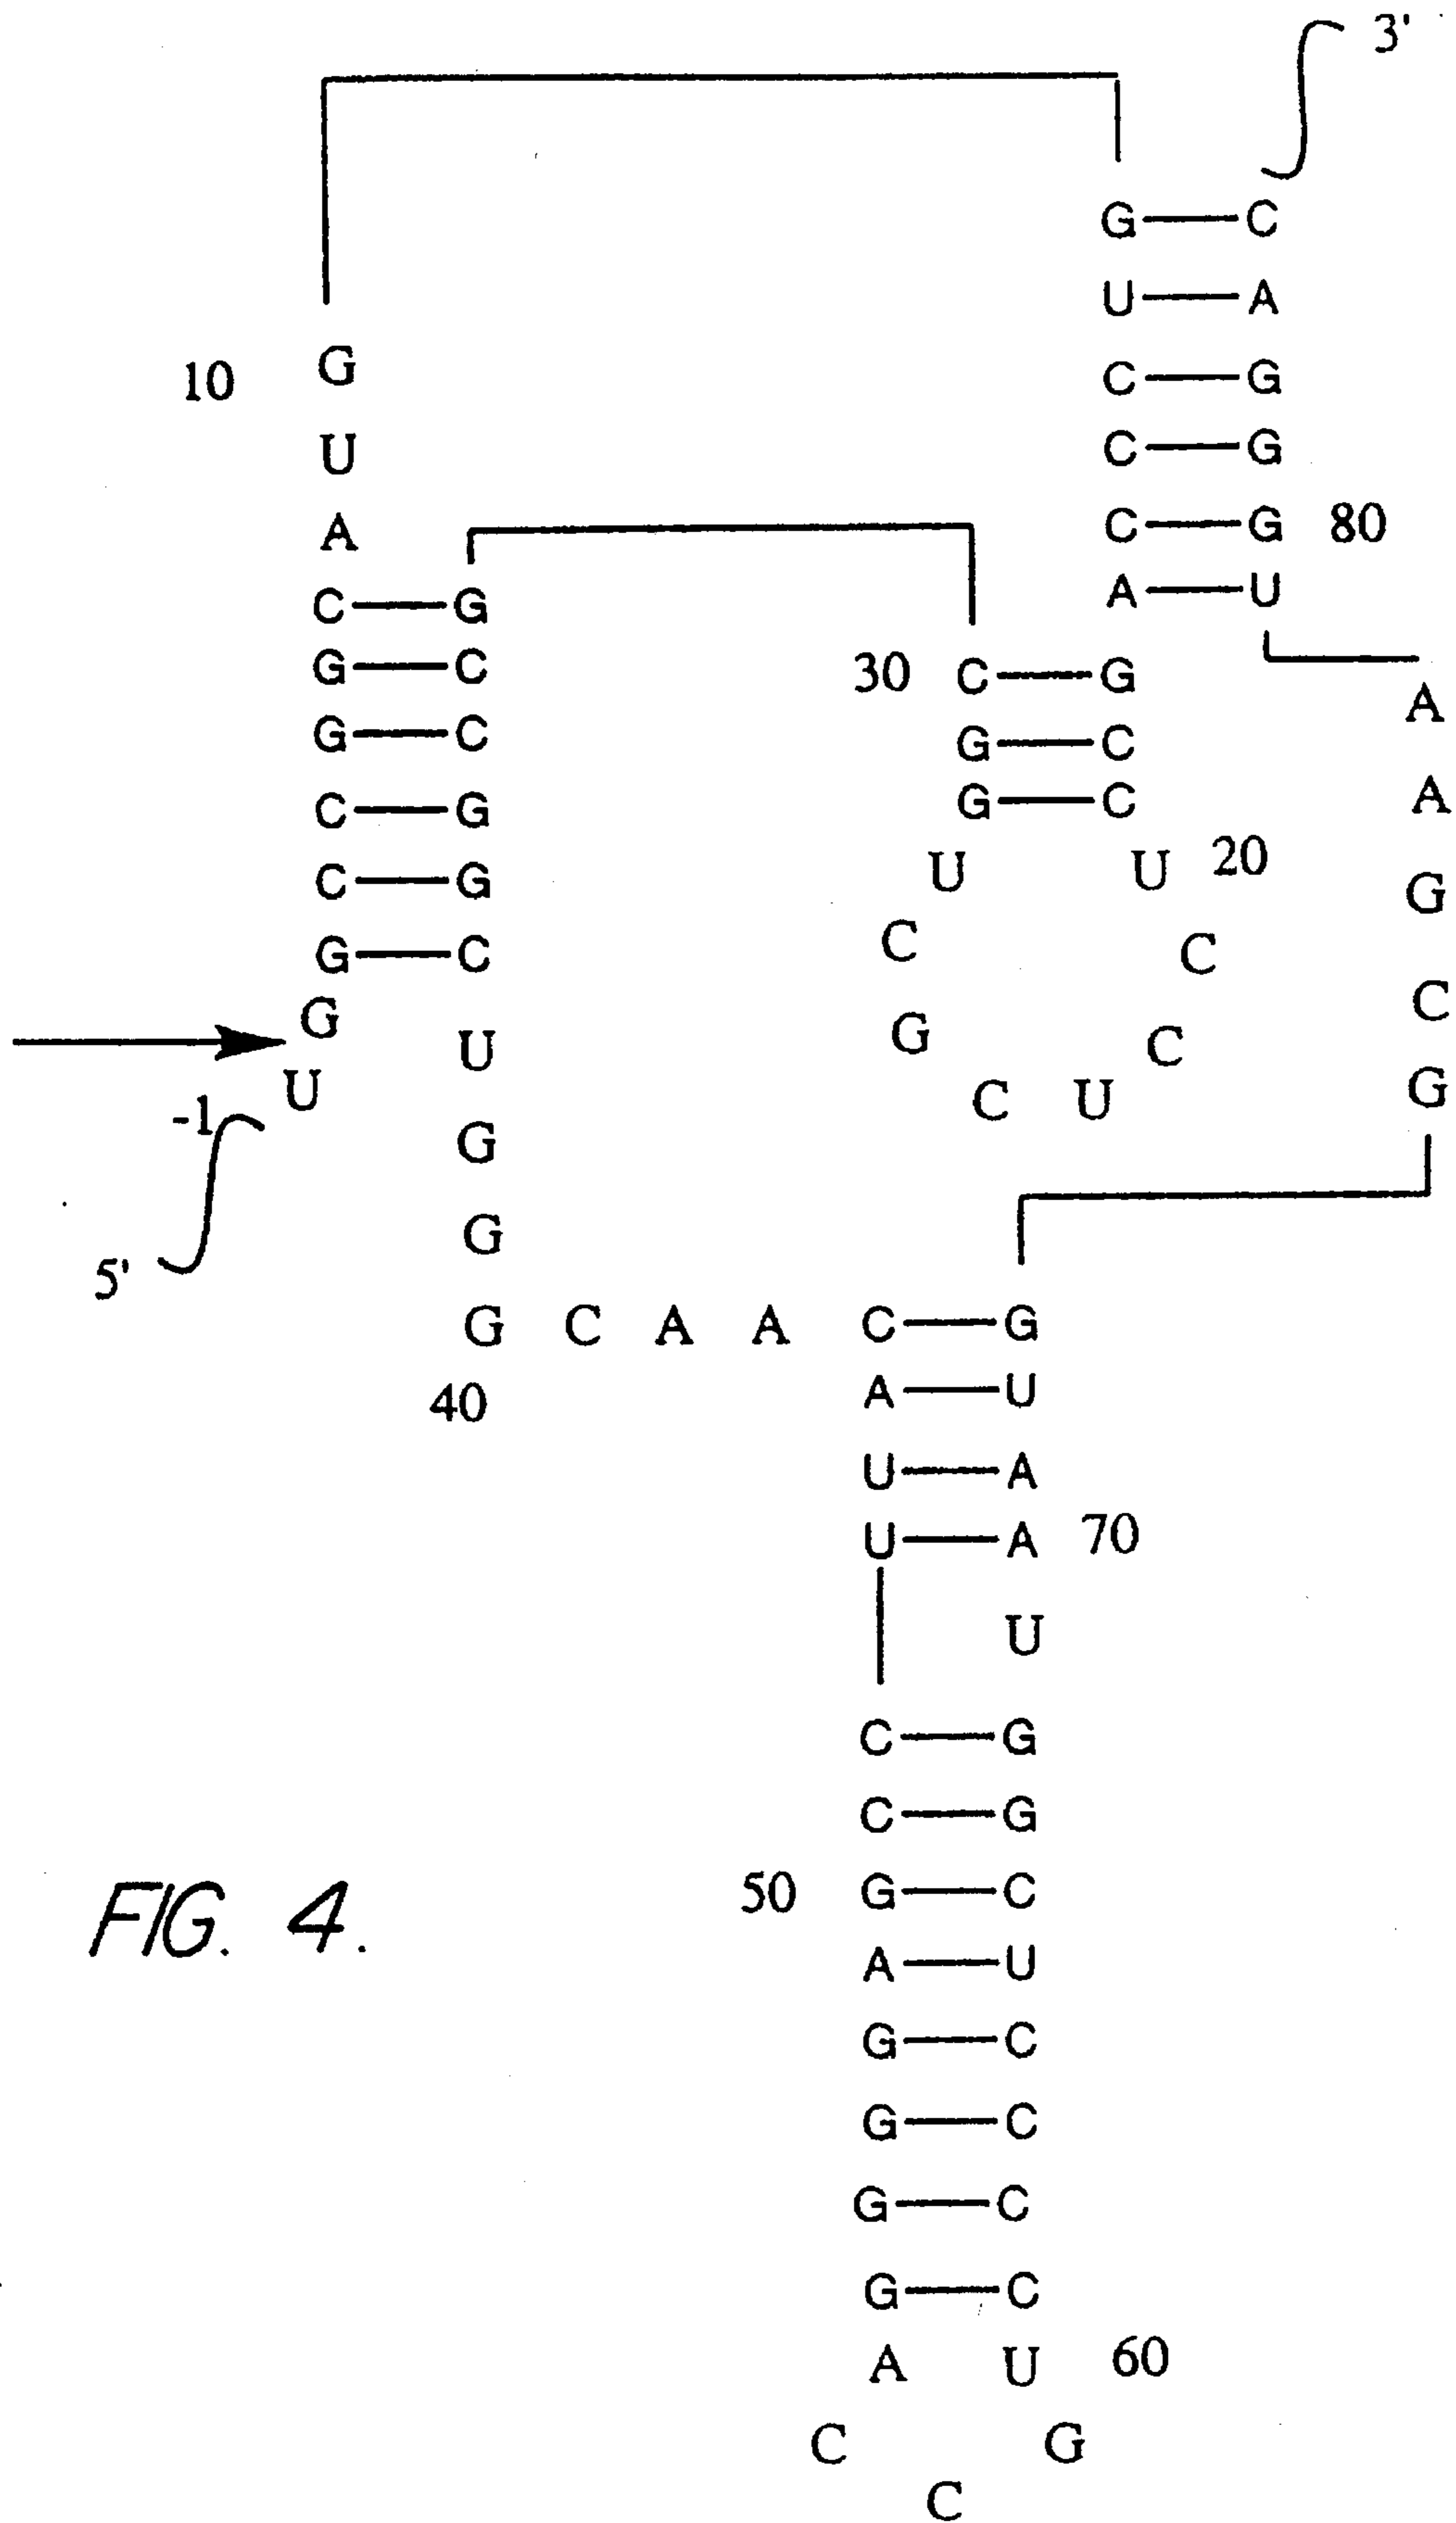 3'
G C
U A
10 G C G
U C G
A C G 80
C G A U
G C 30 C G A
G C G C A
C G G C G
C G U U 20 C
G C C C G
G U G C
U G C U
-1 G
5' G C A A C G
40 A U
U A
U A 70
U
C G
C G
50 G C
A U
G C
G C
G C
G C
A U 60
C G
C
FIG. 4.